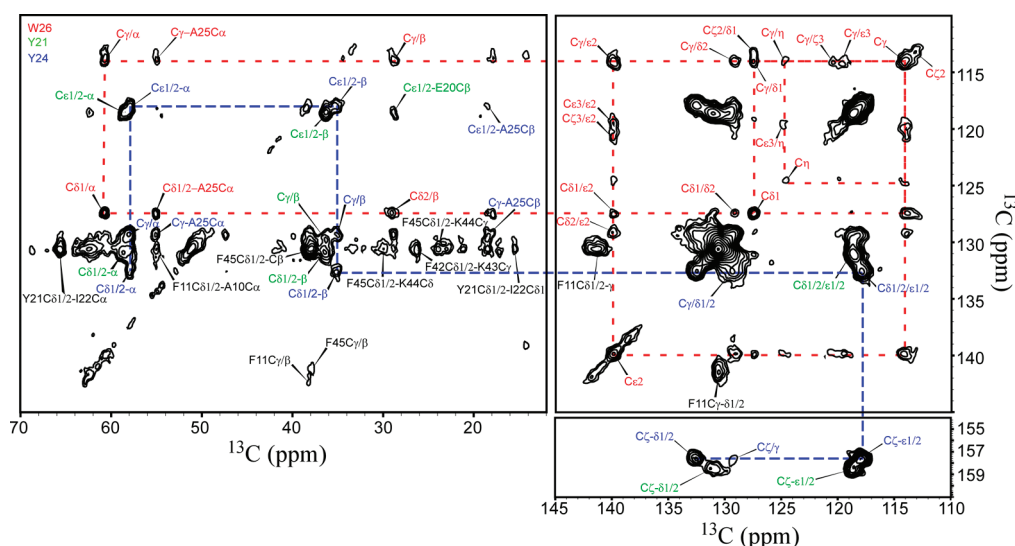 W26
Y21
Y24
Cγ/α
Cγ–A25Cα
Cγ/β
Cε1/2-α
Cε1/2-α
Cε1/2-β
Cε1/2-β
Cε1/2-E20Cβ
Cε1/2-A25Cβ
Cδ1/α
Cδ1/2–A25Cα
Cγ/α
Cγ-A25Cα
Cγ/β
Cγ/β
Cδ2/β
Cγ-A25Cβ
F45Cδ1/2-K44Cγ
F45Cδ1/2-Cβ
Cδ1/2-α
Cδ1/2-β
F42Cδ1/2-K43Cγ
Cδ1/2-α
F11Cδ1/2-A10Cα
Cδ1/2-β
F45Cδ1/2-K44Cδ
Y21Cδ1/2-I22Cα
Y21Cδ1/2-I22Cδ1
F11Cγ/β
F45Cγ/β
70 60 50 40 30 20
13C (ppm)
Cγ/ε2
Cγ/δ2
Cζ2/δ1
Cγ/δ1
Cγ/η
Cγ/ζ3
Cγ/ε3
Cγ
Cζ2
Cε3/ε2
Cζ3/ε2
Cε3/η
Cη
Cδ1/ε2
Cδ1/δ2
Cδ1
Cδ2/ε2
F11Cδ1/2-γ
Cγ/δ1/2
Cδ1/2/ε1/2
Cδ1/2/ε1/2
Cε2
F11Cγ-δ1/2
115
120
125
130
135
140
13C (ppm)
Cζ-δ1/2
Cζ/γ
Cζ-ε1/2
Cζ-δ1/2
Cζ-ε1/2
155
157
159
145 140 135 130 125 120 115 110
13C (ppm)